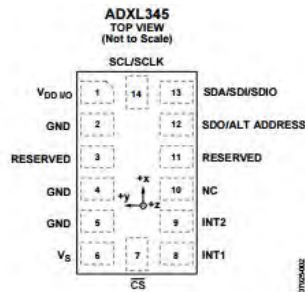 ADXL345
TOP VIEW
(Not to Scale)
SCL/SCLK
VDD I/O 1 14 13 SDA/SDI/SDIO
GND 2 12 SDO/ALT ADDRESS
RESERVED 3 11 RESERVED
GND 4 +x 10 NC
+y +z
GND 5 9 INT2
VS 6 7 8 INT1
CS
07925-002